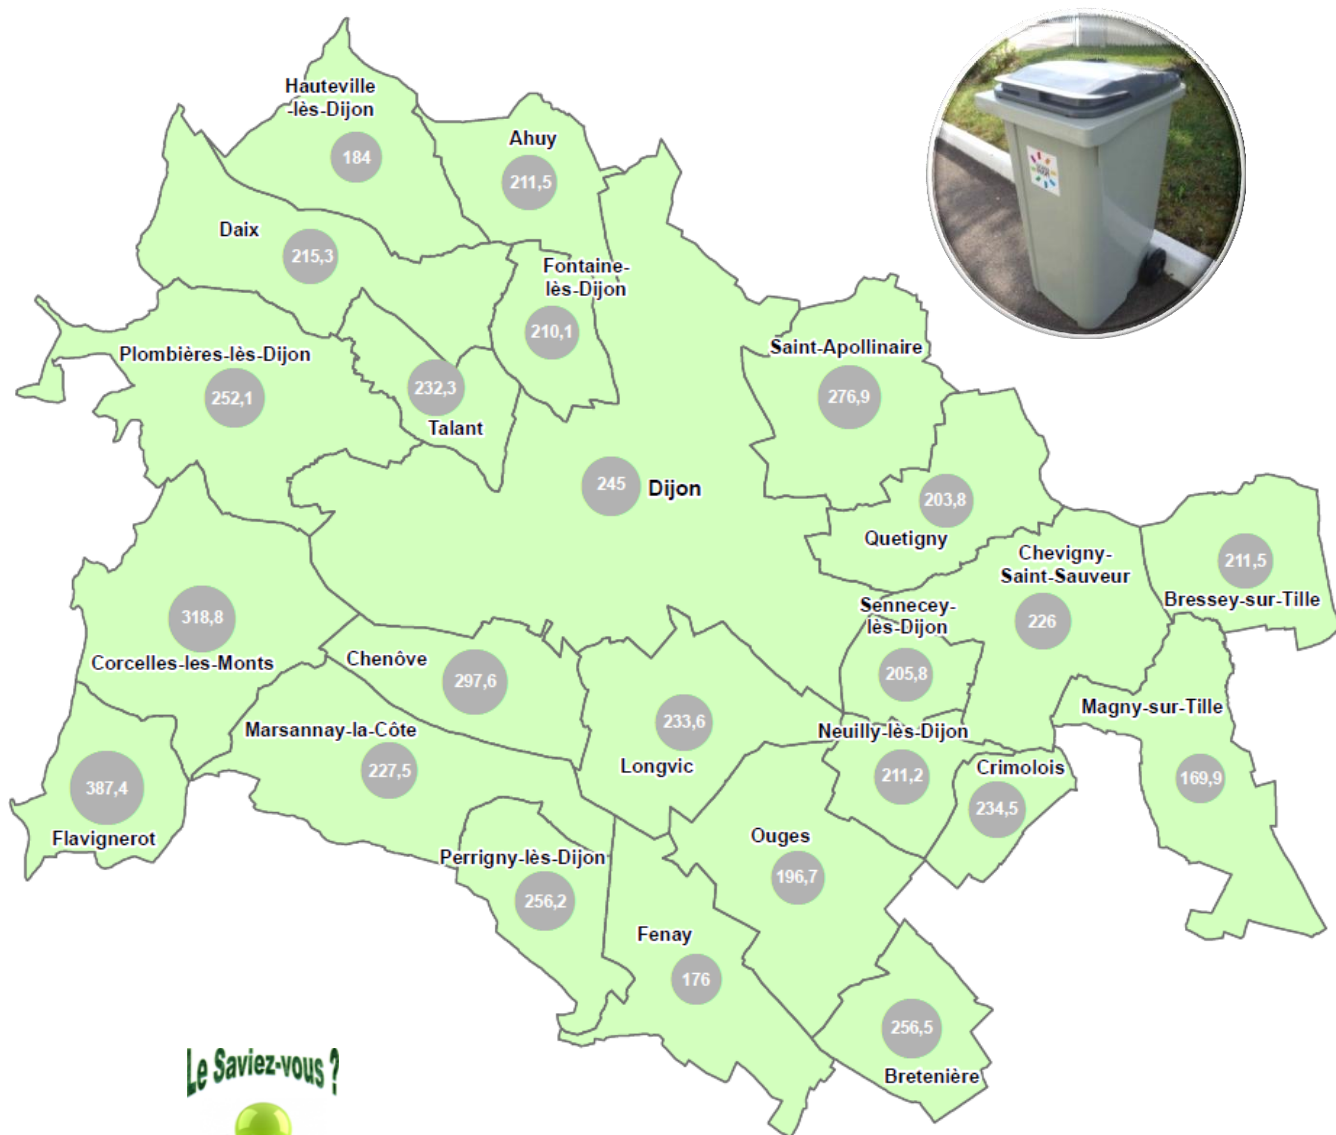 Hauteville
-lès-Dijon
184
Ahuy
211,5
Daix
215,3
Fontaine-
lès-Dijon
210,1
Plombières-lès-Dijon
252,1
232,3
Talant
Saint-Apollinaire
276,9
245 Dijon
203,8
Quetigny
Chevigny-
Saint-Sauveur
226
211,5
Bressey-sur-Tille
Sennecey-
lès-Dijon
205,8
318,8
Corcelles-les-Monts
Chenôve
297,6
Marsannay-la-Côte
227,5
233,6
Longvic
Neuilly-lès-Dijon
211,2
Crimolois
234,5
Magny-sur-Tille
169,9
387,4
Flavignerot
Perrigny-lès-Dijon
256,2
Ouges
196,7
Fenay
176
256,5
Bretenière
Le Saviez-vous ?